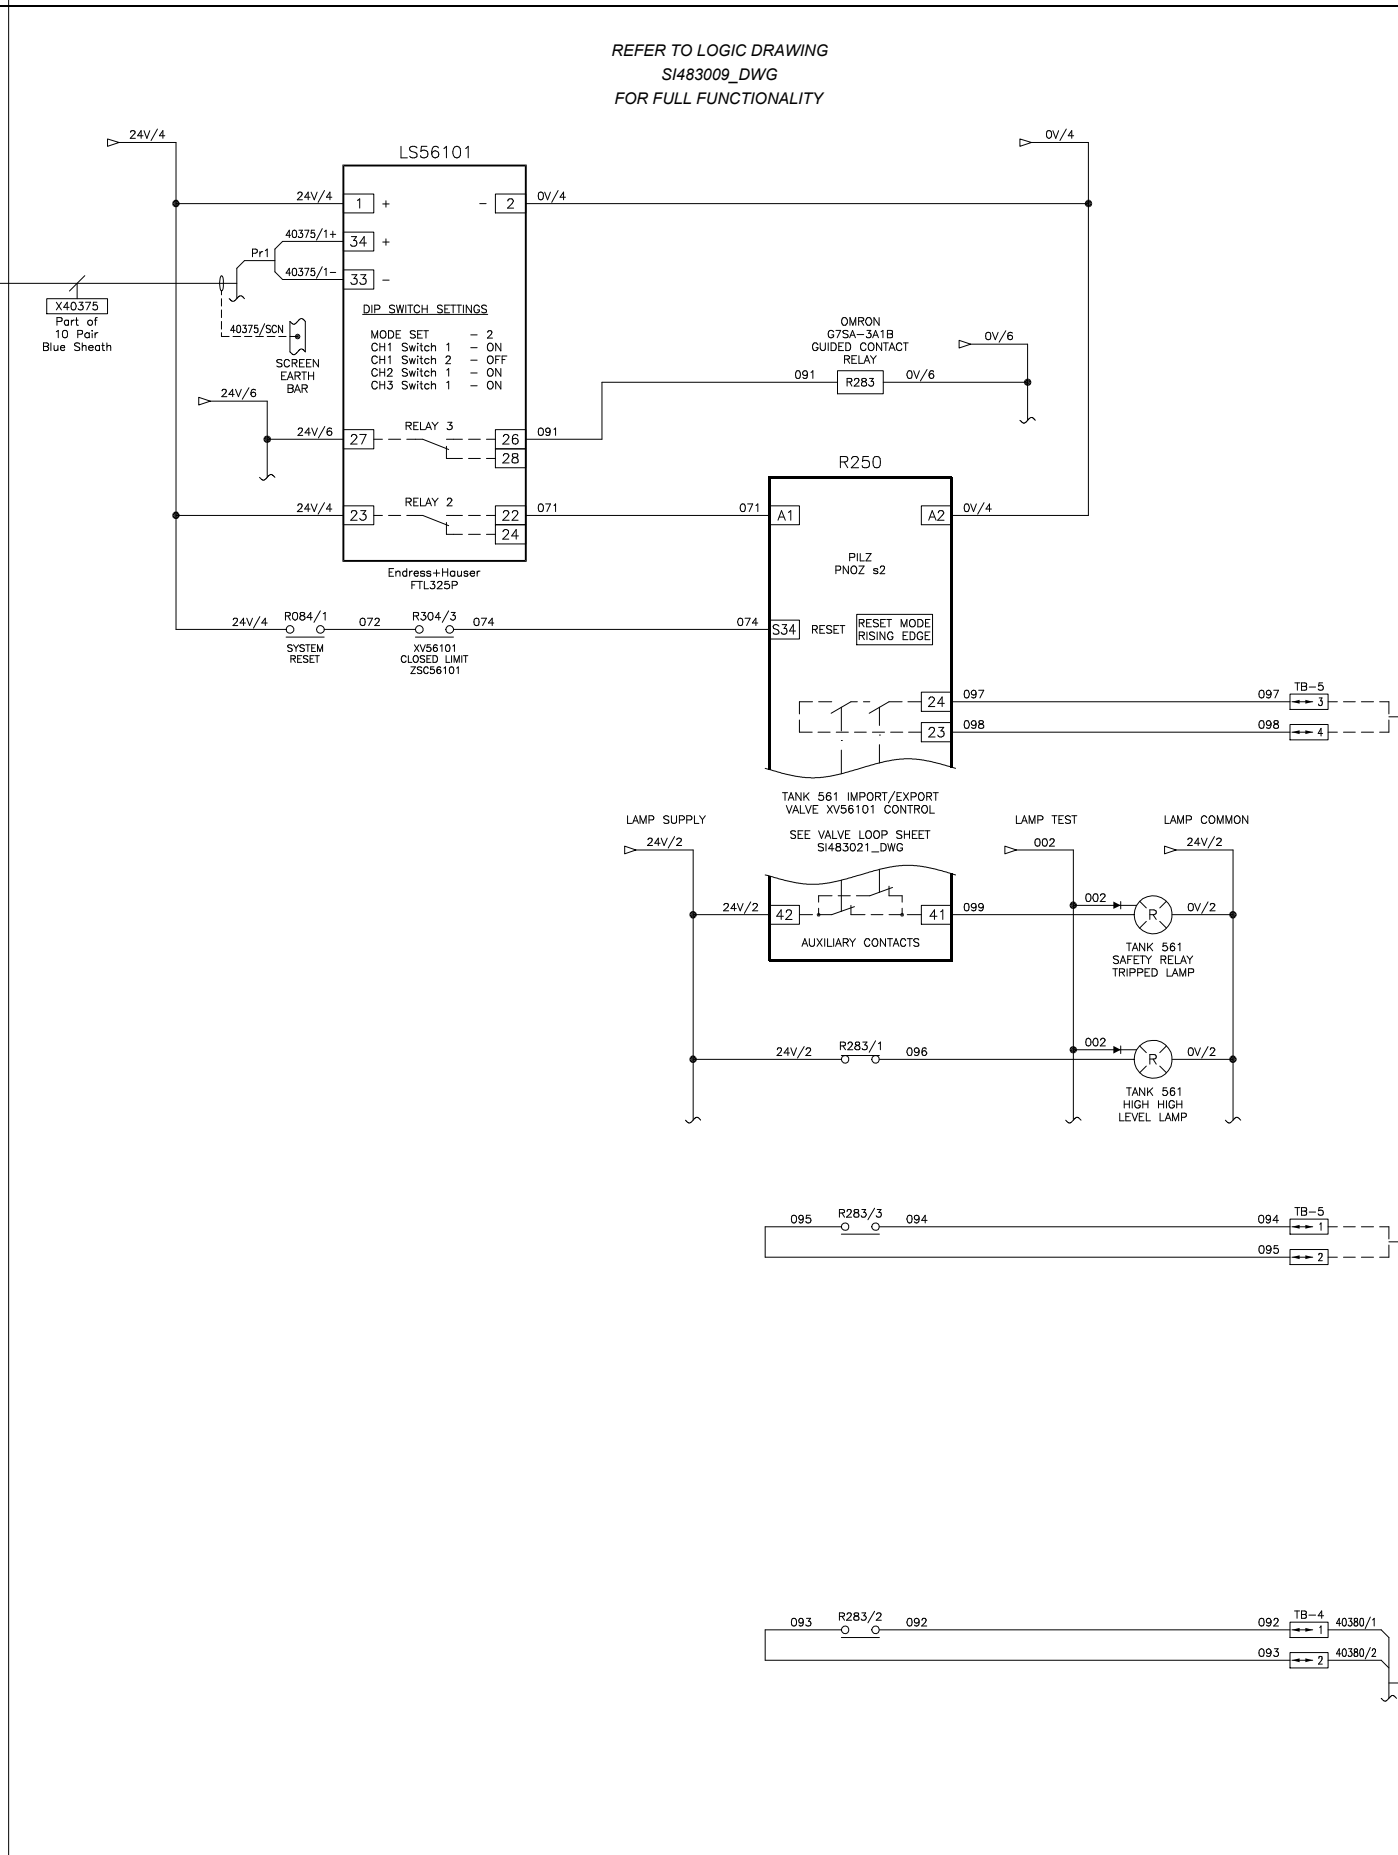 REFER TO LOGIC DRAWING
SI483009_DWG
FOR FULL FUNCTIONALITY
24V/4
0V/4
LS56101
24V/4
1
+
-
2
0V/4
40375/1+
34
+
Pr1
40375/1-
33
-
X40375
Part of
10 Pair
Blue Sheath
40375/SCN
SCREEN
EARTH
BAR
DIP SWITCH SETTINGS
MODE SET - 2
CH1 Switch 1 - ON
CH1 Switch 2 - OFF
CH2 Switch 1 - ON
CH3 Switch 1 - ON
OMRON
G7SA-3A1B
GUIDED CONTACT
RELAY
0V/6
091
R283
0V/6
24V/6
24V/6
27
RELAY 3
26
091
28
R250
24V/4
23
RELAY 2
22
071
24
071
A1
A2
0V/4
Endress+Hauser
FTL325P
PILZ
PNOZ s2
24V/4
R084/1
072
R304/3
074
074
S34
RESET
RESET MODE
RISING EDGE
SYSTEM
RESET
XV56101
CLOSED LIMIT
ZSC56101
24
097
097
TB-5
3
23
098
098
4
TANK 561 IMPORT/EXPORT
VALVE XV56101 CONTROL
SEE VALVE LOOP SHEET
SI483021_DWG
LAMP SUPPLY
24V/2
LAMP TEST
002
LAMP COMMON
24V/2
24V/2
42
41
099
002
R
0V/2
AUXILIARY CONTACTS
TANK 561
SAFETY RELAY
TRIPPED LAMP
24V/2
R283/1
096
002
R
0V/2
TANK 561
HIGH HIGH
LEVEL LAMP
095
R283/3
094
094
TB-5
1
095
2
093
R283/2
092
092
TB-4
1
40380/1
093
2
40380/2